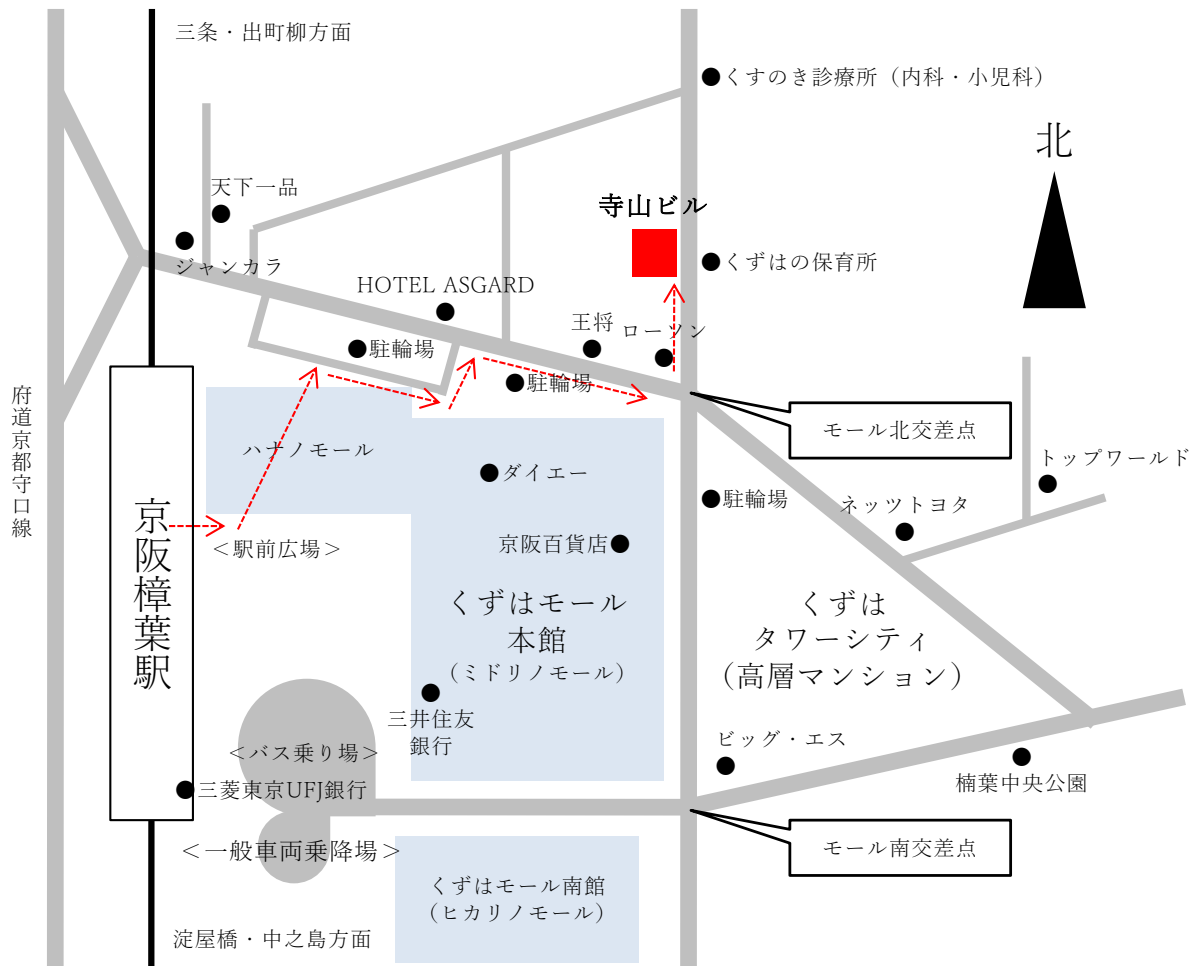 三条・出町柳方面
くすのき診療所（内科・小児科）
北
天下一品
寺山ビル
ジャンカラ
くずはの保育所
HOTEL ASGARD
王将
ローソン
駐輪場
駐輪場
府道京都守口線
モール北交差点
ハナノモール
ダイエー
トップワールド
駐輪場
ネッツトヨタ
京阪樟葉駅
＜駅前広場＞
京阪百貨店
くずはモール
本館
（ミドリノモール）
くずは
タワーシティ
（高層マンション）
三井住友
銀行
＜バス乗り場＞
ビッグ・エス
三菱東京UFJ銀行
楠葉中央公園
＜一般車両乗降場＞
モール南交差点
くずはモール南館
（ヒカリノモール）
淀屋橋・中之島方面